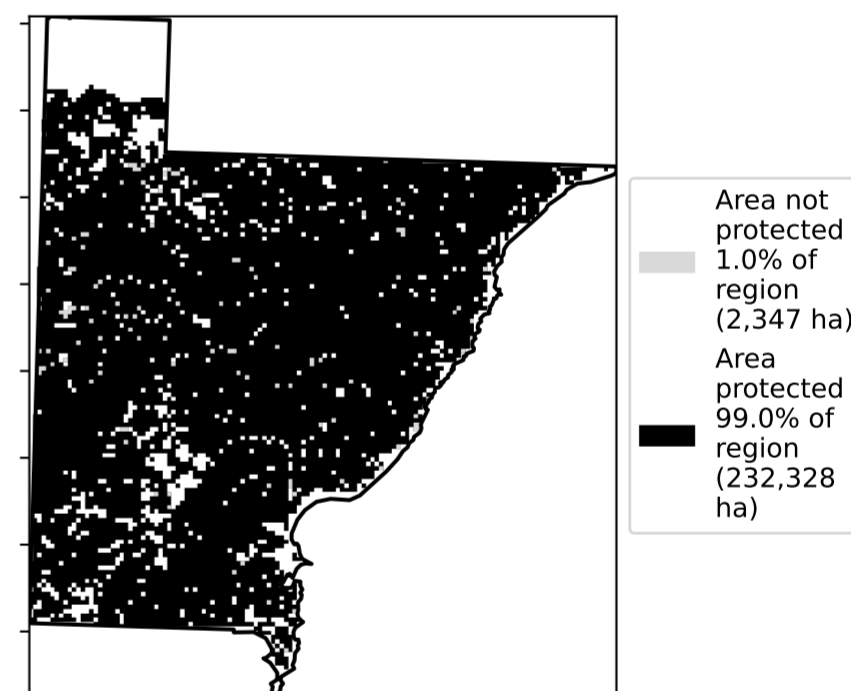 Area not
protected
1.0% of
region
(2,347 ha)
Area
protected
99.0% of
region
(232,328
ha)